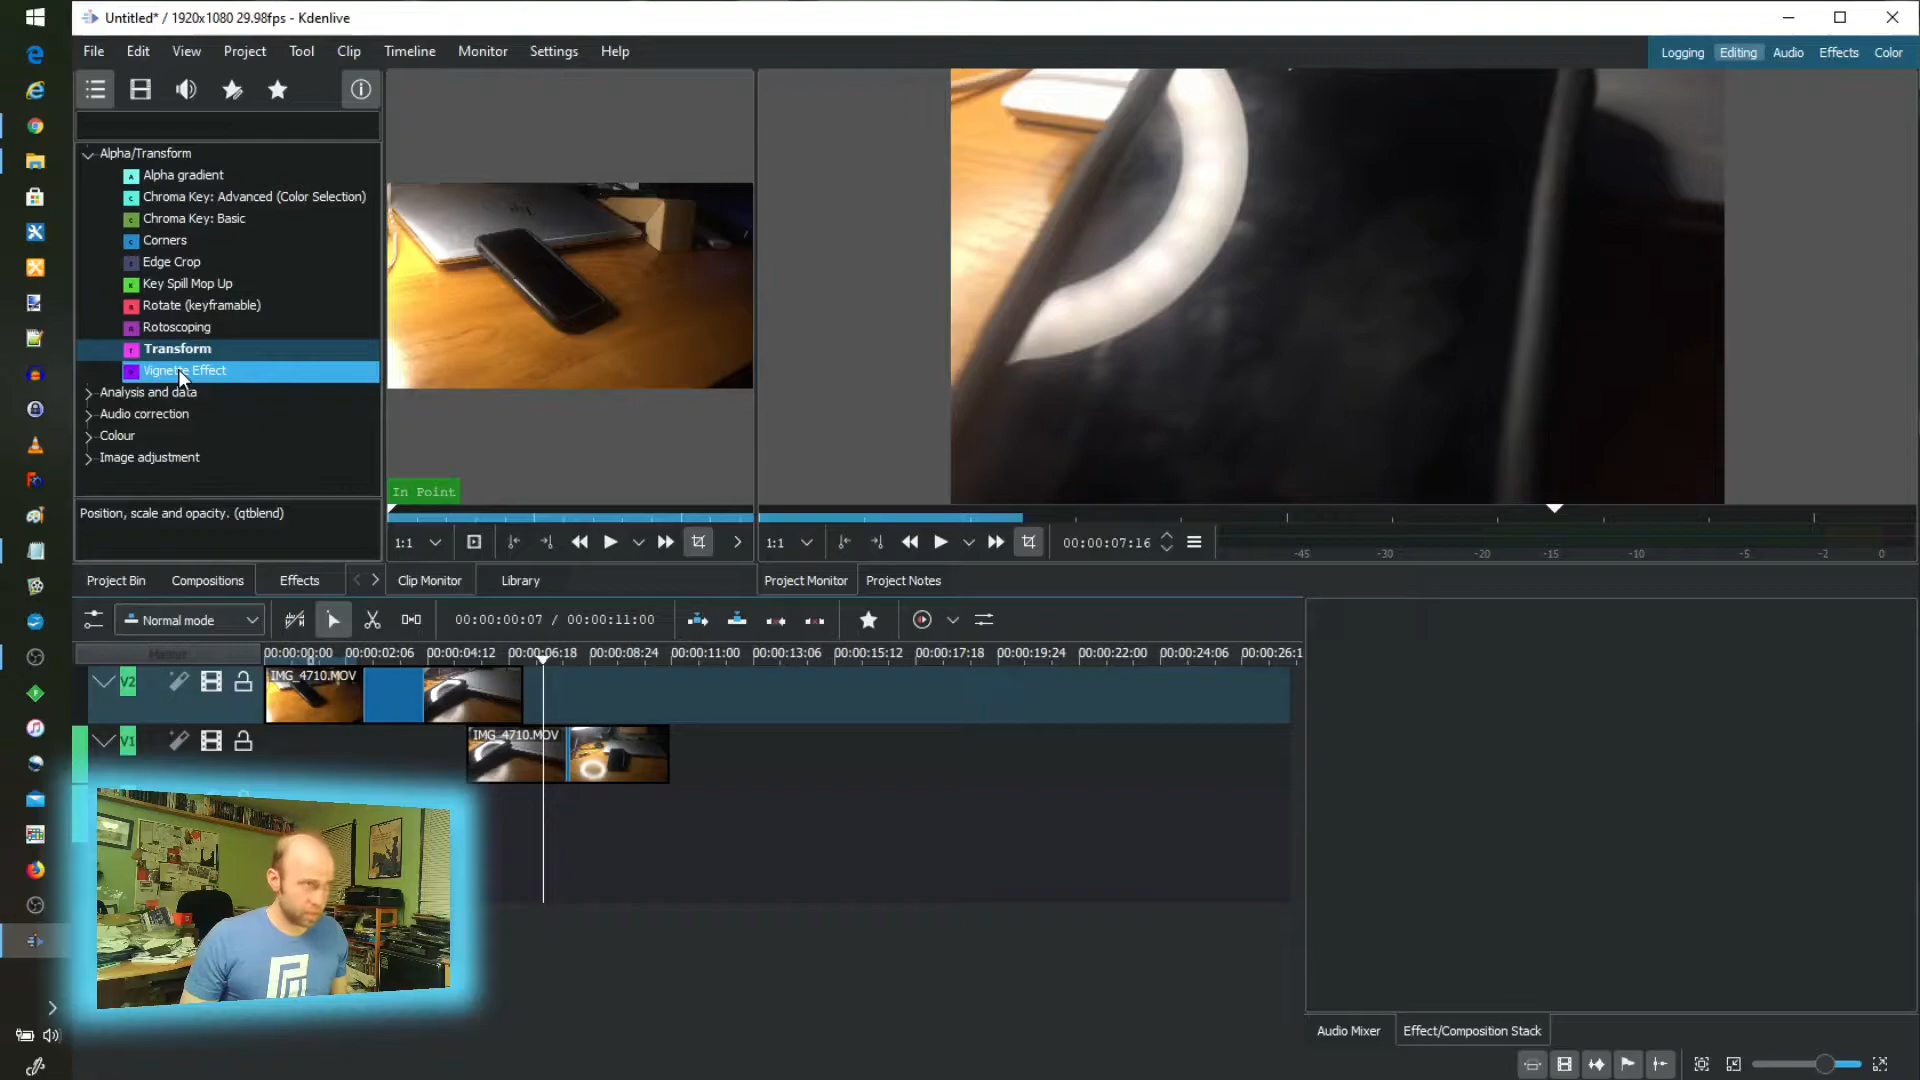 Untitled* / 1920x1080 29.98fps - Kdenlive
File Edit View Project Tool Clip Timeline Monitor Settings Help
Logging Editing Audio Effects Color
Alpha/Transform
Alpha gradient
Chroma Key: Advanced (Color Selection)
Chroma Key: Basic
Corners
Edge Crop
Key Spill Mop Up
Rotate (keyframable)
Rotoscoping
Transform
Vignette Effect
Analysis and data
Audio correction
Colour
Image adjustment
Position, scale and opacity. (qtblend)
In Point
1:1
1:1
00:00:07:16
-45 -30 -20 -15 -10 -5 -2 0
Project Bin Compositions Effects
Clip Monitor Library
Project Monitor Project Notes
Normal mode
00:00:00:07 / 00:00:11:00
Master
00:00:00:00 00:00:02:06 00:00:04:12 00:00:06:18 00:00:08:24 00:00:11:00 00:00:13:06 00:00:15:12 00:00:17:18 00:00:19:24 00:00:22:00 00:00:24:06 00:00:26:1
V2
IMG_4710.MOV
V1
IMG_4710.MOV
Audio Mixer Effect/Composition Stack